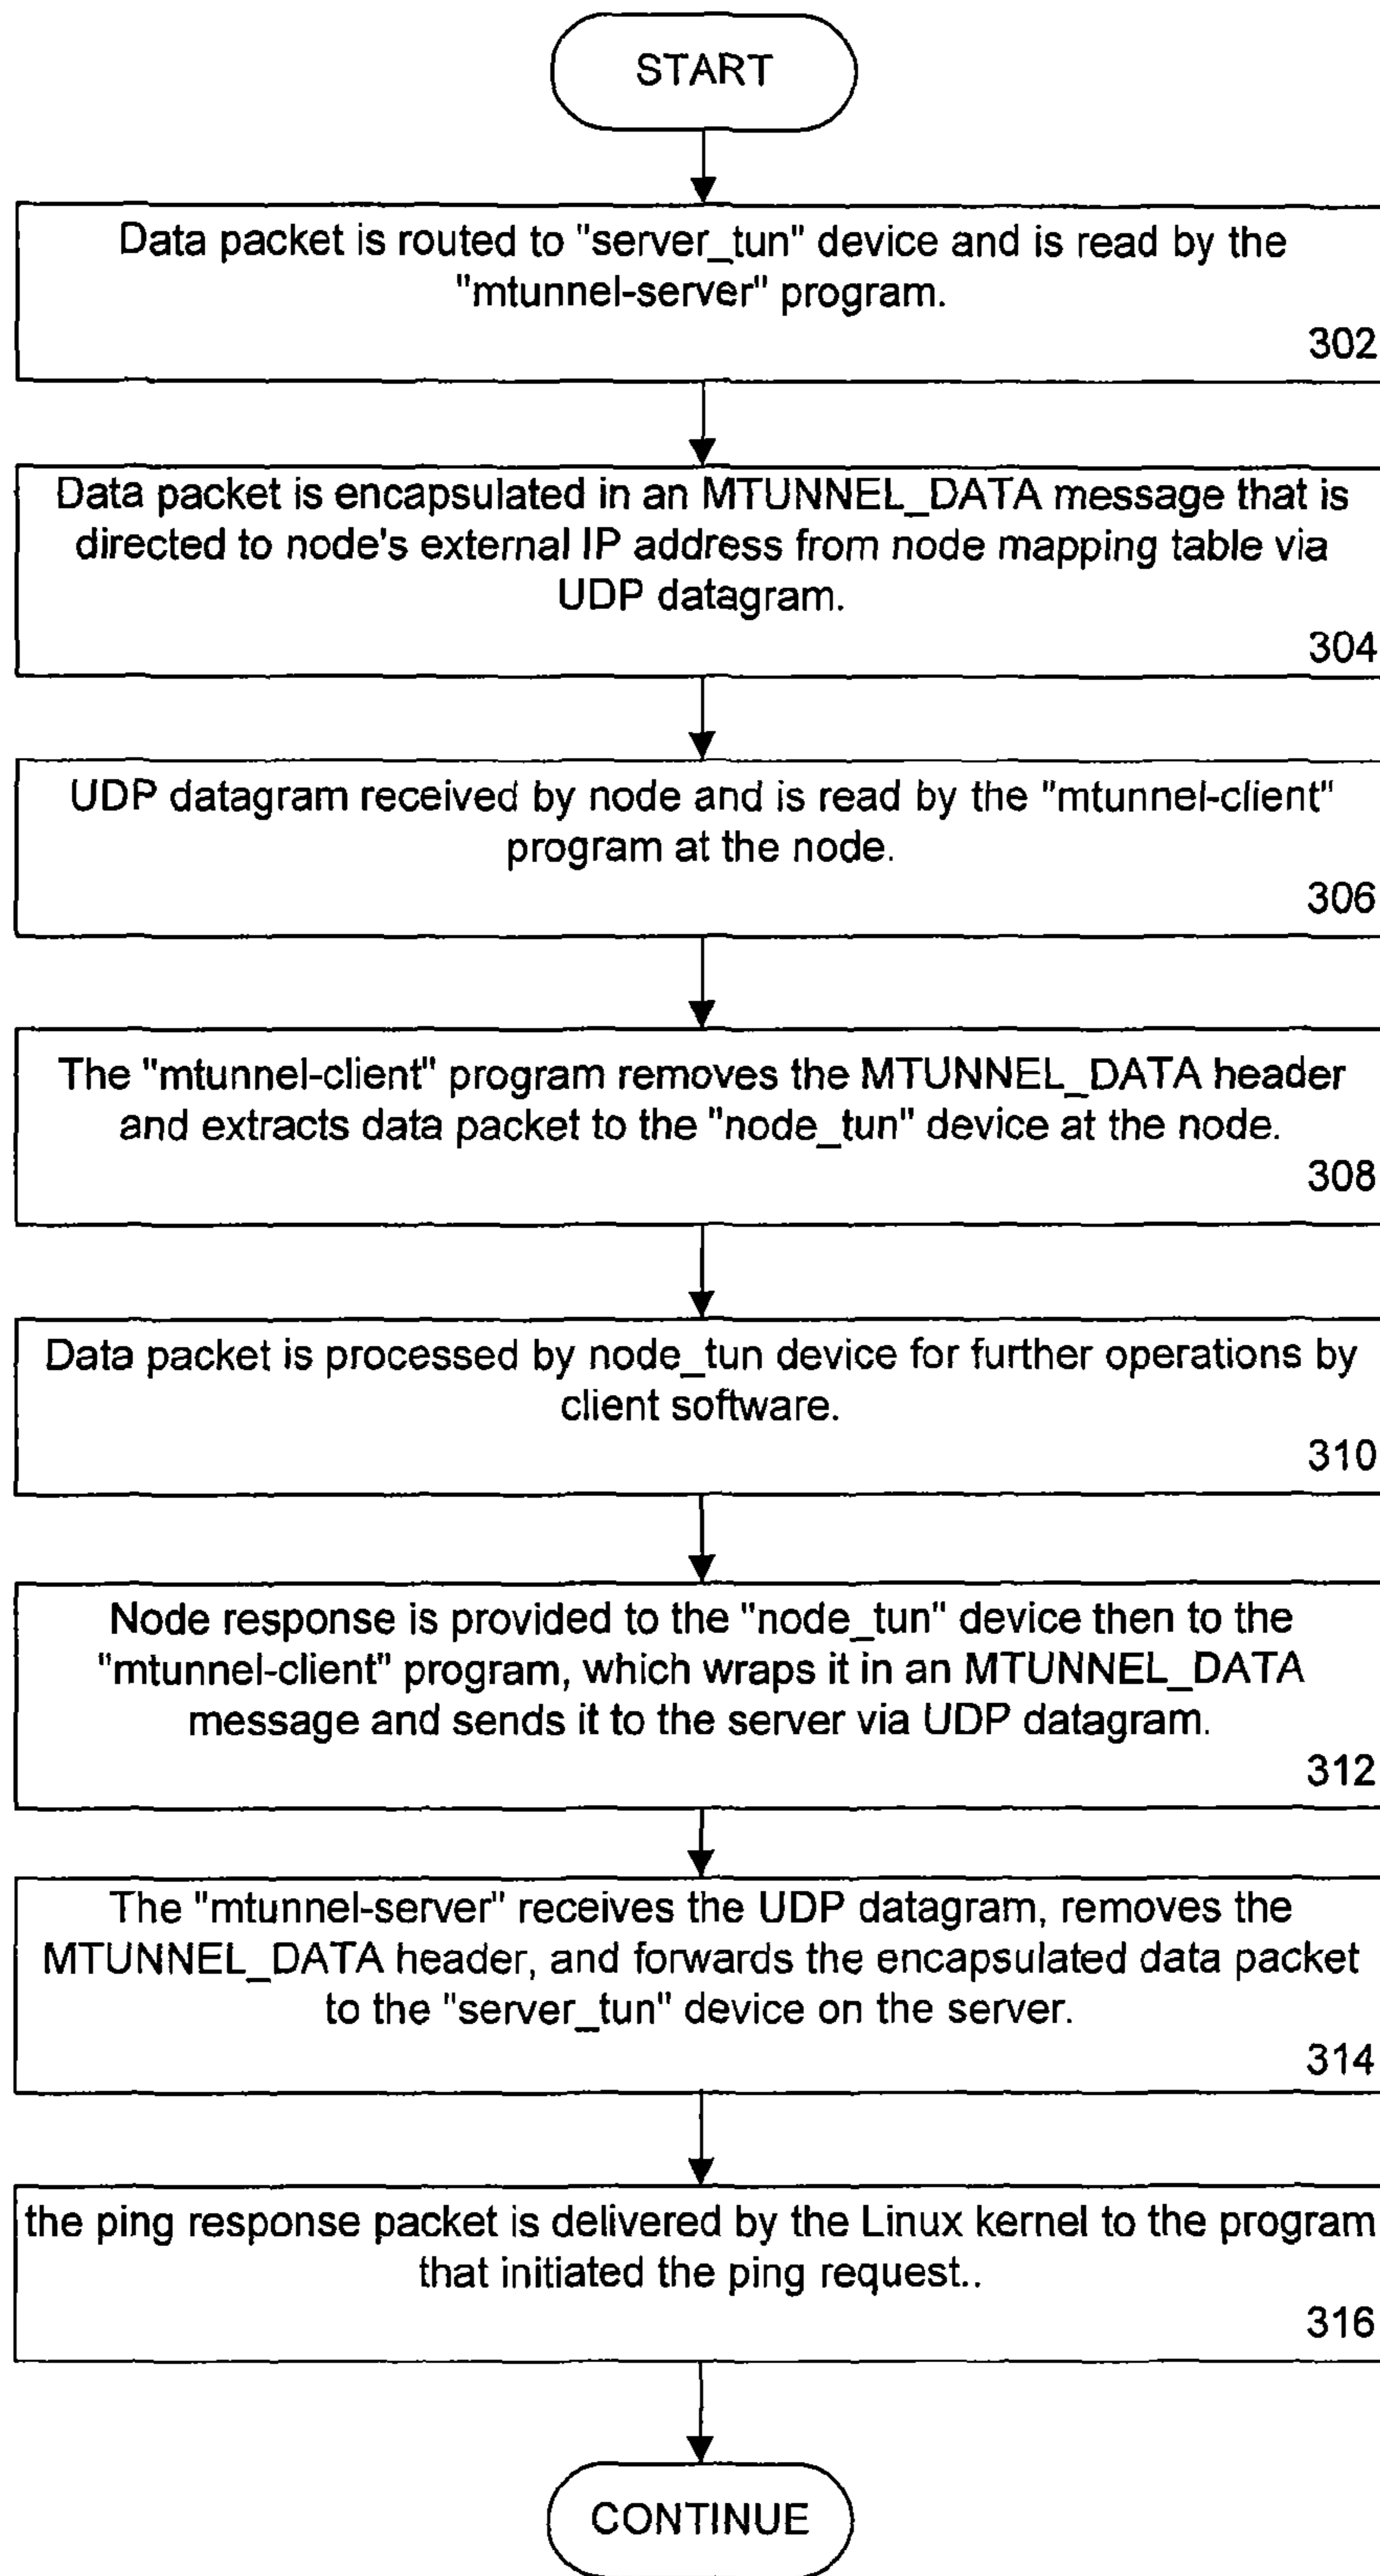 START
Data packet is routed to "server_tun" device and is read by the
"mtunnel-server" program.
302
Data packet is encapsulated in an MTUNNEL_DATA message that is
directed to node's external IP address from node mapping table via
UDP datagram.
304
UDP datagram received by node and is read by the "mtunnel-client"
program at the node.
306
The "mtunnel-client" program removes the MTUNNEL_DATA header
and extracts data packet to the "node_tun" device at the node.
308
Data packet is processed by node_tun device for further operations by
client software.
310
Node response is provided to the "node_tun" device then to the
"mtunnel-client" program, which wraps it in an MTUNNEL_DATA
message and sends it to the server via UDP datagram.
312
The "mtunnel-server" receives the UDP datagram, removes the
MTUNNEL_DATA header, and forwards the encapsulated data packet
to the "server_tun" device on the server.
314
the ping response packet is delivered by the Linux kernel to the program
that initiated the ping request..
316
CONTINUE